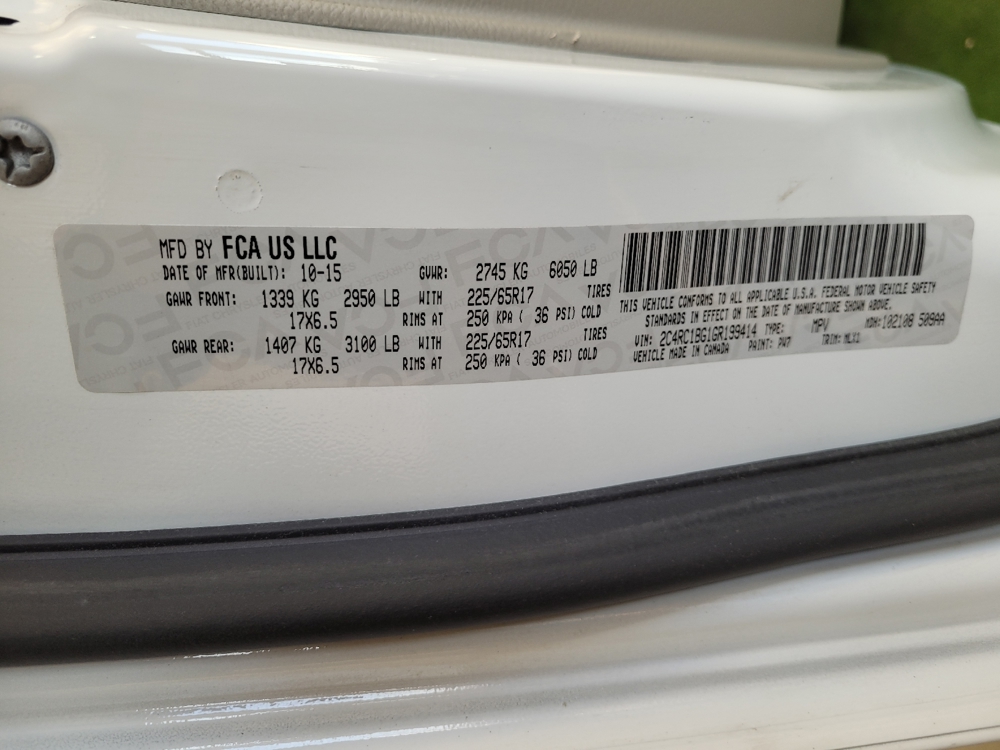 MFD BY FCA US LLC
DATE OF MFR(BUILT): 10-15 GVWR: 2745 KG 6050 LB
GAWR FRONT: 1339 KG 2950 LB WITH 225/65R17 TIRES
17X6.5 RIMS AT 250 KPA ( 36 PSI) COLD
GAWR REAR: 1407 KG 3100 LB WITH 225/65R17 TIRES
17X6.5 RIMS AT 250 KPA ( 36 PSI) COLD
THIS VEHICLE CONFORMS TO ALL APPLICABLE U.S.A. FEDERAL MOTOR VEHICLE SAFETY
STANDARDS IN EFFECT ON THE DATE OF MANUFACTURE SHOWN ABOVE.
VIN: 2C4RC1BG1GR199414 TYPE: MPV MDH: 102108 509AA
VEHICLE MADE IN CANADA PAINT: PW7 TRIM: MLX1